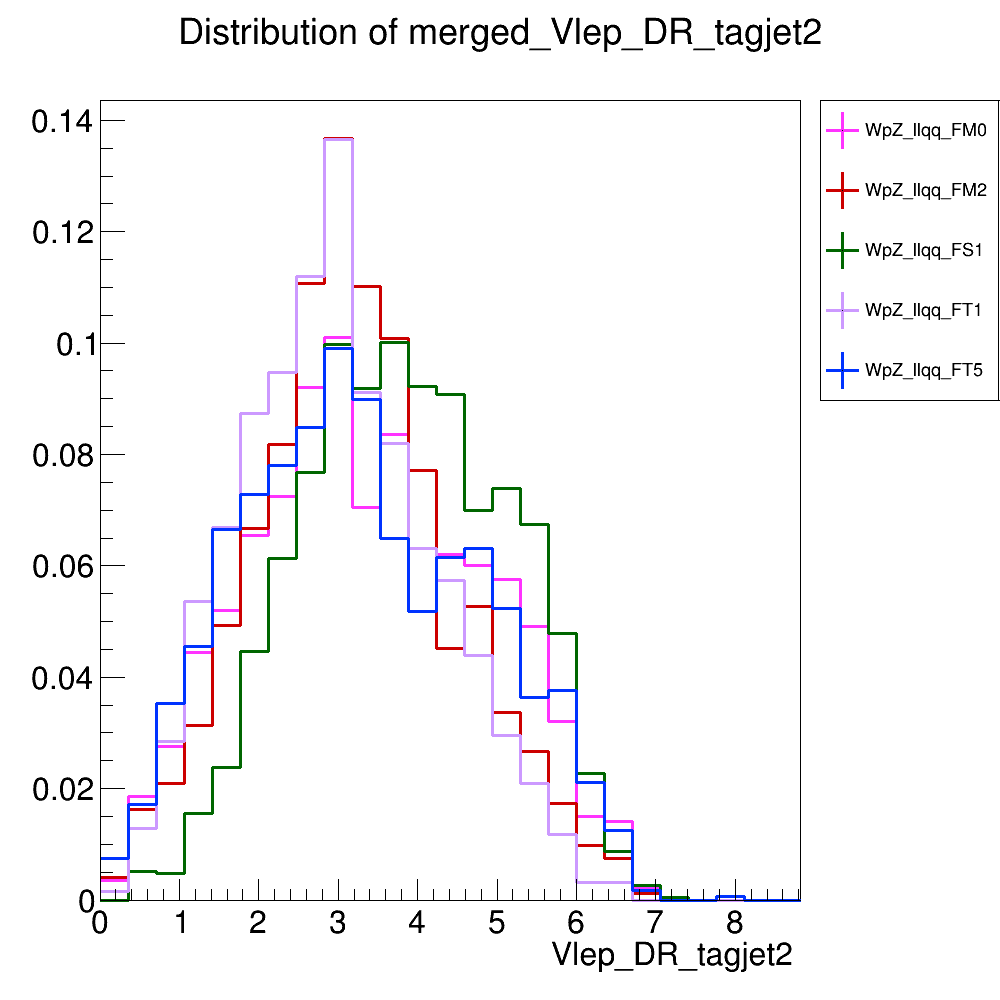 Distribution of merged_Vlep_DR_tagjet2
0.14
0.12
0.1
0.08
0.06
0.04
0.02
0
0 1 2 3 4 5 6 7 8
Vlep_DR_tagjet2
WpZ_llqq_FM0
WpZ_llqq_FM2
WpZ_llqq_FS1
WpZ_llqq_FT1
WpZ_llqq_FT5